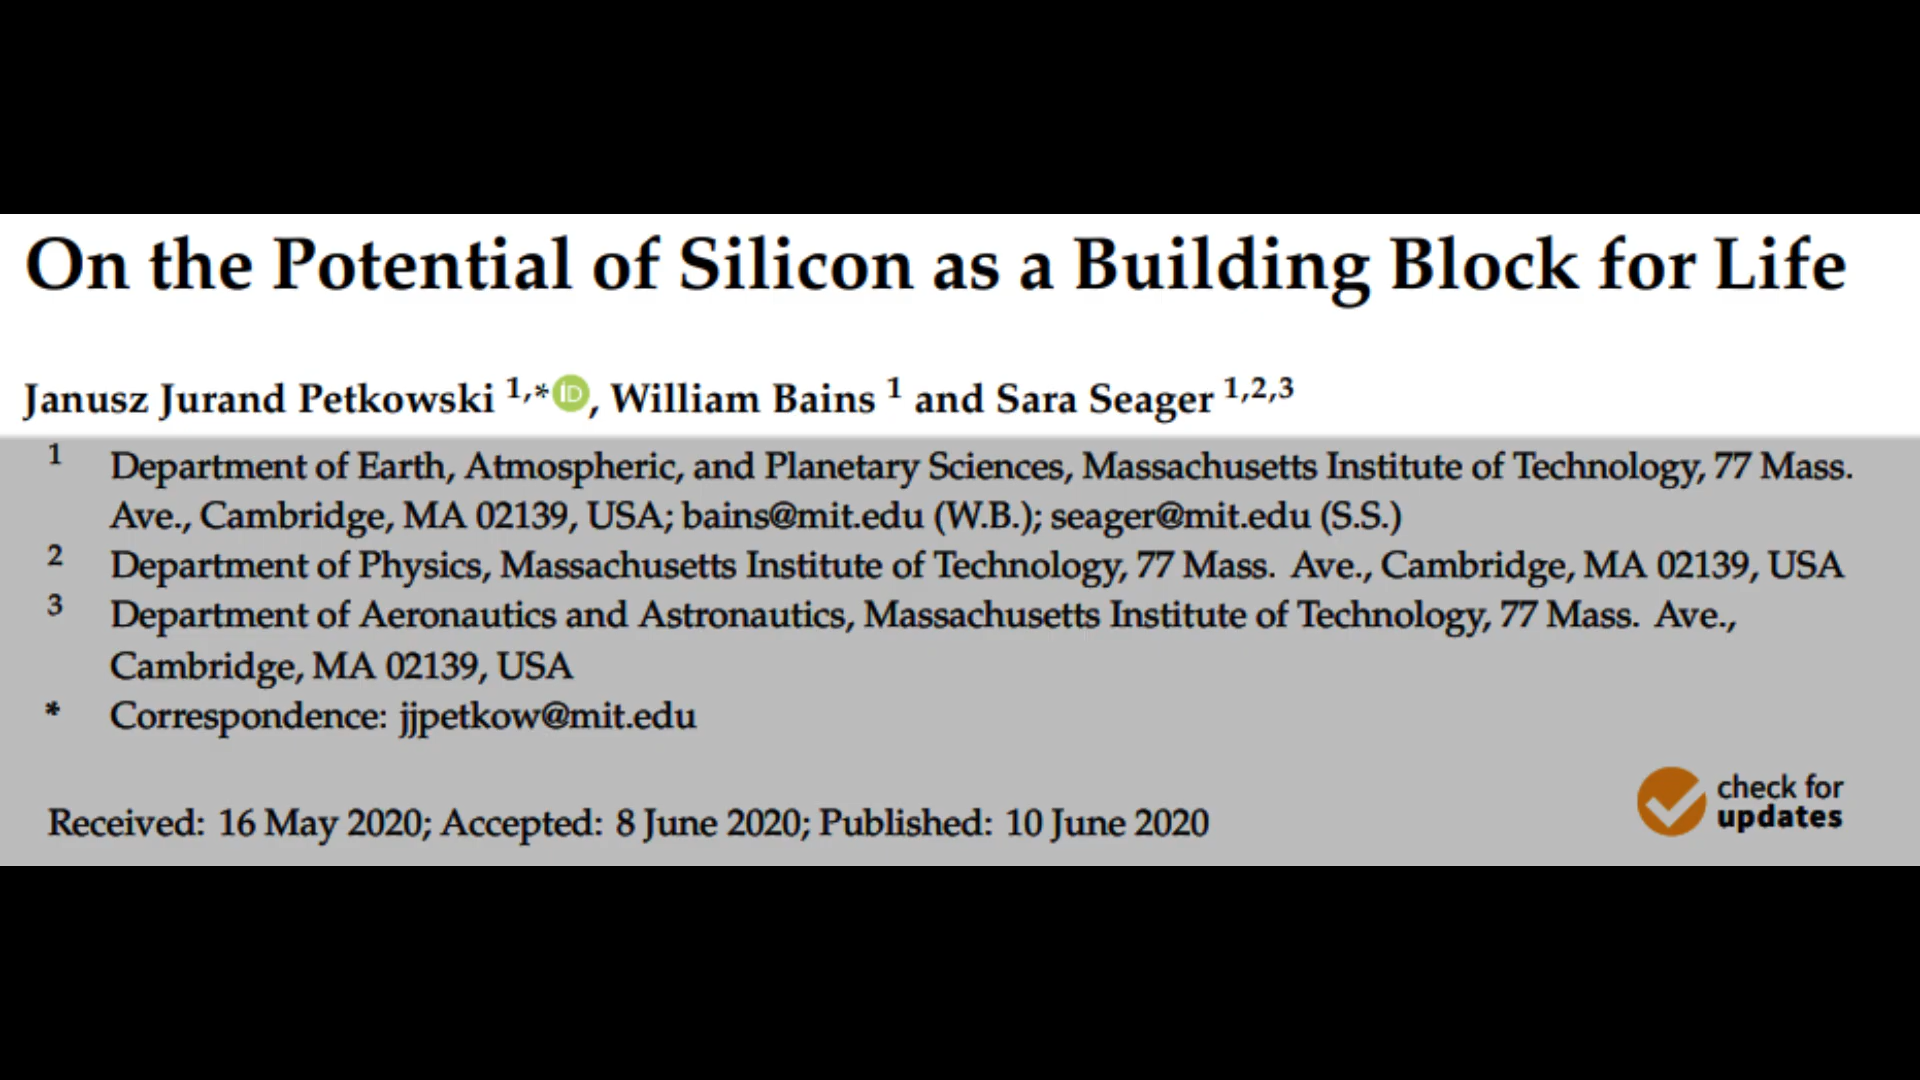 On the Potential of Silicon as a Building Block for Life
Janusz Jurand Petkowski 1,* iD, William Bains 1 and Sara Seager 1,2,3
1 Department of Earth, Atmospheric, and Planetary Sciences, Massachusetts Institute of Technology, 77 Mass.
Ave., Cambridge, MA 02139, USA; bains@mit.edu (W.B.); seager@mit.edu (S.S.)
2 Department of Physics, Massachusetts Institute of Technology, 77 Mass. Ave., Cambridge, MA 02139, USA
3 Department of Aeronautics and Astronautics, Massachusetts Institute of Technology, 77 Mass. Ave.,
Cambridge, MA 02139, USA
* Correspondence: jjpetkow@mit.edu
Received: 16 May 2020; Accepted: 8 June 2020; Published: 10 June 2020
check for
updates